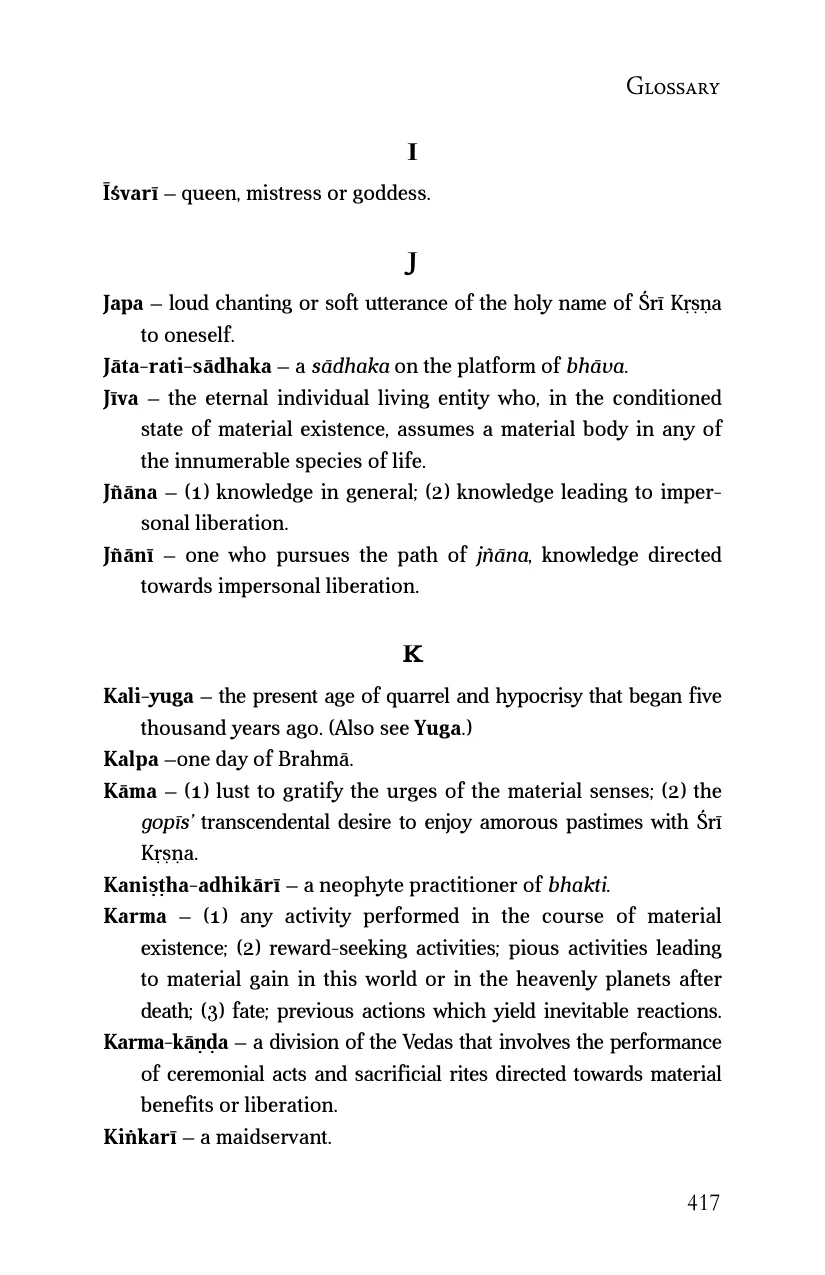 Glossary
I
Īśvarī – queen, mistress or goddess.
J
Japa – loud chanting or soft utterance of the holy name of Śrī Kṛṣṇa
to oneself.
Jāta-rati-sādhaka – a sādhaka on the platform of bhāva.
Jīva – the eternal individual living entity who, in the conditioned
state of material existence, assumes a material body in any of
the innumerable species of life.
Jñāna – (1) knowledge in general; (2) knowledge leading to imper-
sonal liberation.
Jñānī – one who pursues the path of jñāna, knowledge directed
towards impersonal liberation.
K
Kali-yuga – the present age of quarrel and hypocrisy that began five
thousand years ago. (Also see Yuga.)
Kalpa –one day of Brahmā.
Kāma – (1) lust to gratify the urges of the material senses; (2) the
gopīs’ transcendental desire to enjoy amorous pastimes with Śrī
Kṛṣṇa.
Kaniṣṭha-adhikārī – a neophyte practitioner of bhakti.
Karma – (1) any activity performed in the course of material
existence; (2) reward-seeking activities; pious activities leading
to material gain in this world or in the heavenly planets after
death; (3) fate; previous actions which yield inevitable reactions.
Karma-kāṇḍa – a division of the Vedas that involves the performance
of ceremonial acts and sacrificial rites directed towards material
benefits or liberation.
Kiṅkarī – a maidservant.
417